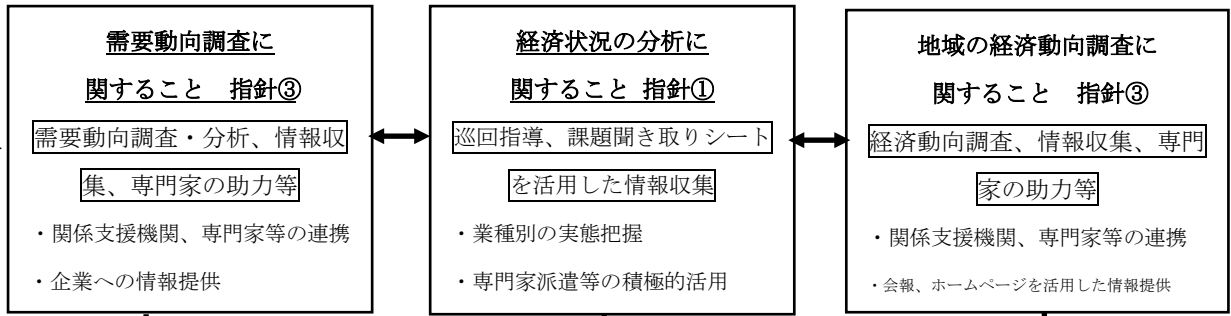 需要動向調査に
関すること　指針③
需要動向調査・分析、情報収
集、専門家の助力等
・関係支援機関、専門家等の連携
・企業への情報提供
経済状況の分析に
関すること 指針①
巡回指導、課題聞き取りシート
を活用した情報収集
・業種別の実態把握
・専門家派遣等の積極的活用
地域の経済動向調査に
関すること　指針③
経済動向調査、情報収集、専門
家の助力等
・関係支援機関、専門家等の連携
・会報、ホームページを活用した情報提供